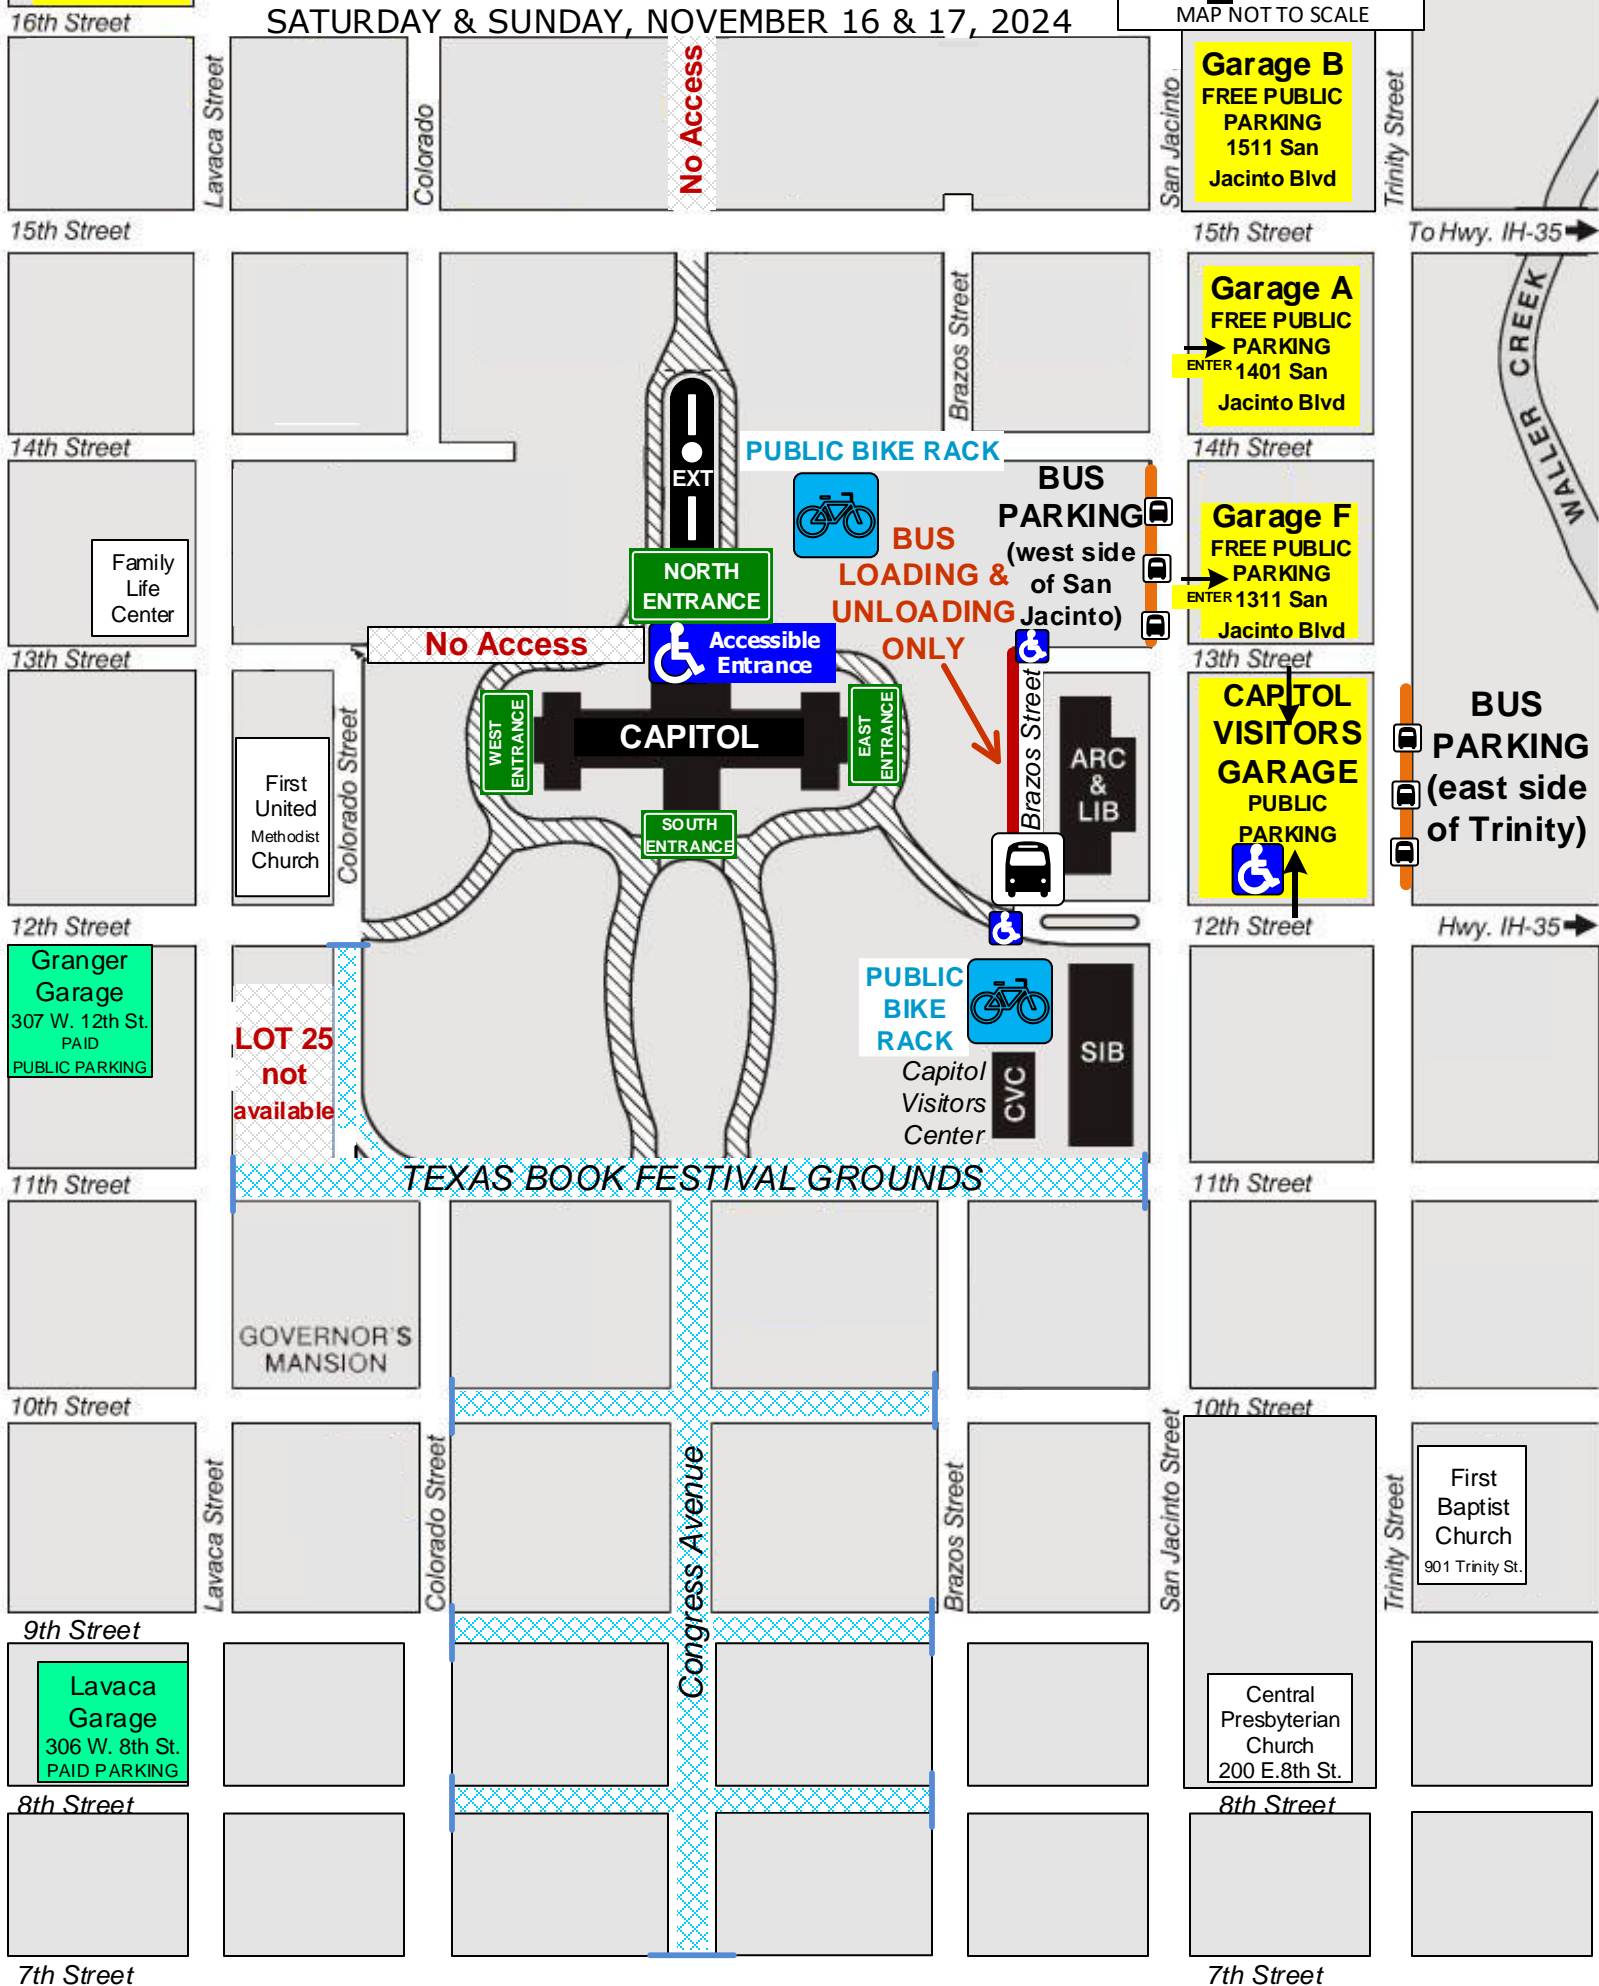 16th Street
SATURDAY & SUNDAY, NOVEMBER 16 & 17, 2024
MAP NOT TO SCALE
Lavaca Street
Colorado
No Access
San Jacinto
Garage B
FREE PUBLIC
PARKING
1511 San
Jacinto Blvd
Trinity Street
15th Street
15th Street
To Hwy. IH-35
Brazos Street
Garage A
FREE PUBLIC
PARKING
ENTER 1401 San
Jacinto Blvd
WALLER CREEK
14th Street
14th Street
EXT
PUBLIC BIKE RACK
BUS
PARKING
(west side
of San
Jacinto)
BUS
LOADING &
UNLOADING
ONLY
Garage F
FREE PUBLIC
PARKING
ENTER 1311 San
Jacinto Blvd
Family
Life
Center
NORTH
ENTRANCE
No Access
Accessible
Entrance
13th Street
13th Street
Colorado Street
WEST
ENTRANCE
CAPITOL
EAST
ENTRANCE
SOUTH
ENTRANCE
Brazos Street
ARC
&
LIB
CAPITOL
VISITORS
GARAGE
PUBLIC
PARKING
BUS
PARKING
(east side
of Trinity)
First
United
Methodist
Church
12th Street
12th Street
Hwy. IH-35
Granger
Garage
307 W. 12th St.
PAID
PUBLIC PARKING
LOT 25
not
available
PUBLIC
BIKE
RACK
Capitol
Visitors
Center
CVC
SIB
TEXAS BOOK FESTIVAL GROUNDS
11th Street
11th Street
GOVERNOR'S
MANSION
10th Street
10th Street
Lavaca Street
Colorado Street
Congress Avenue
Brazos Street
San Jacinto Street
Trinity Street
First
Baptist
Church
901 Trinity St.
9th Street
Lavaca
Garage
306 W. 8th St.
PAID PARKING
Central
Presbyterian
Church
200 E.8th St.
8th Street
8th Street
7th Street
7th Street